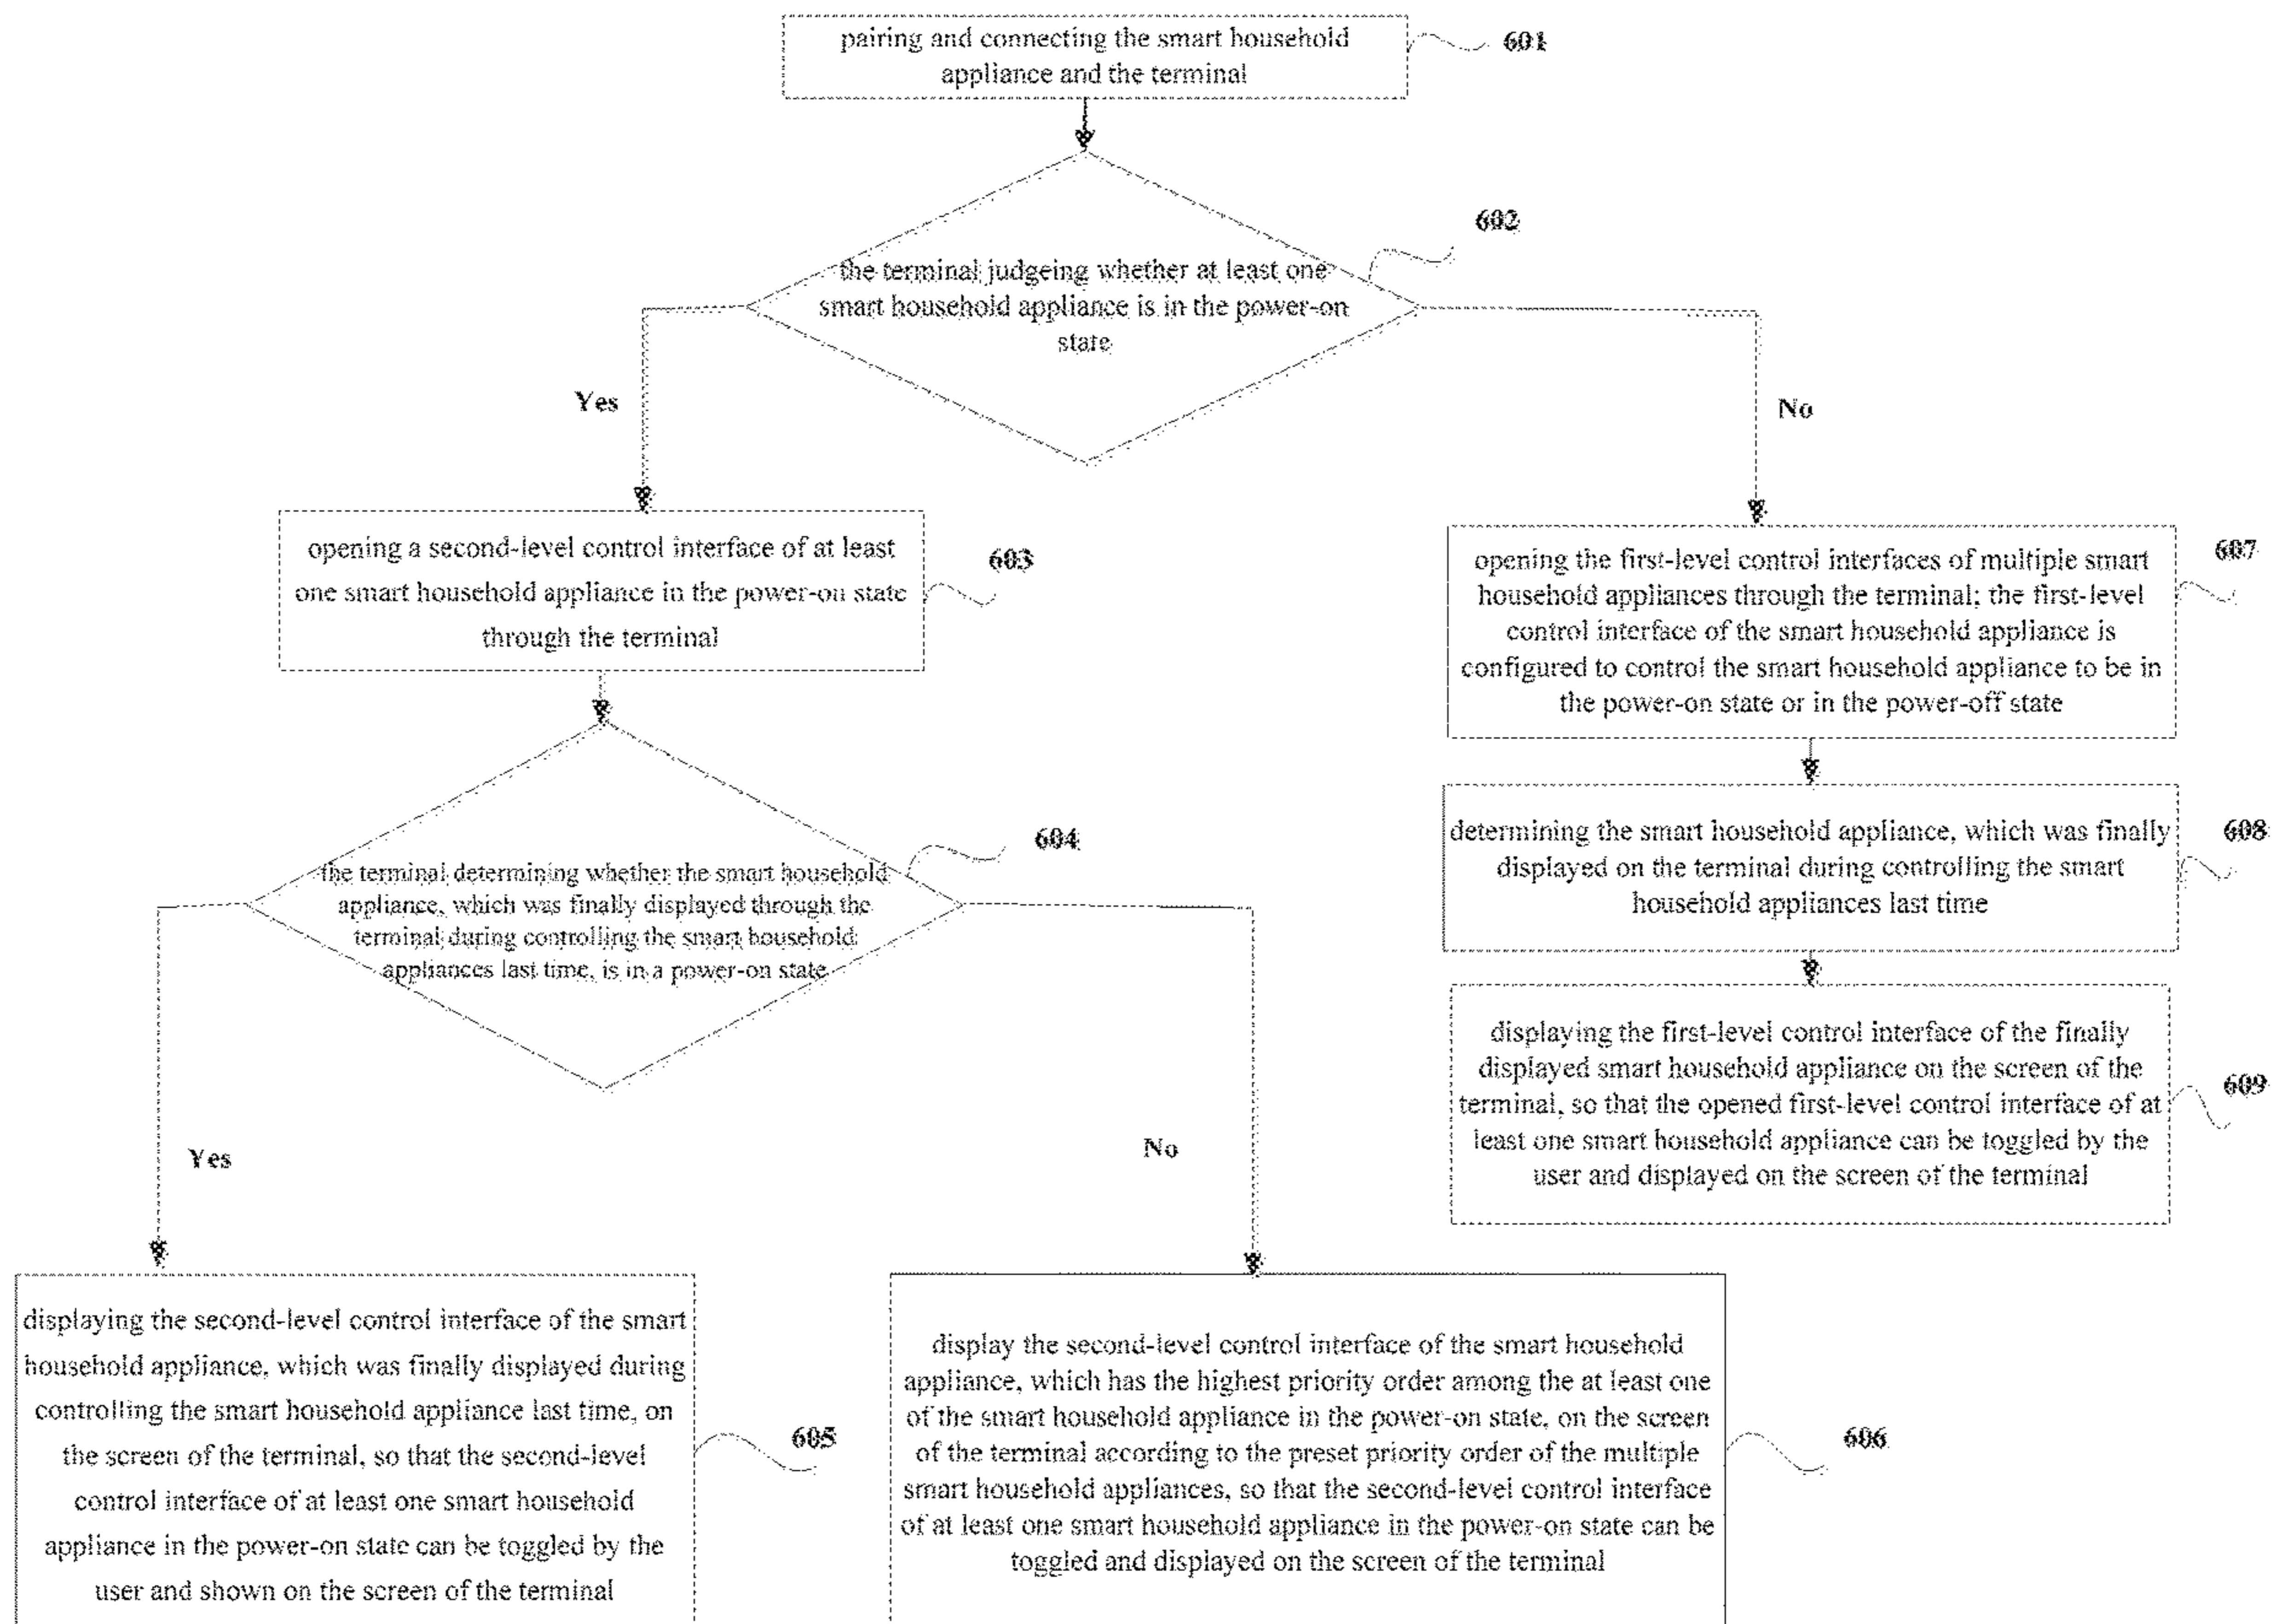 pairing and connecting the smart household
appliance and the terminal
601
602
the terminal judgeing whether at least one
smart household appliance is in the power-on
state
Yes
No
opening a second-level control interface of at least
one smart household appliance in the power-on state
through the terminal
603
opening the first-level control interfaces of multiple smart
household appliances through the terminal; the first-level
control interface of the smart household appliance is
configured to control the smart household appliance to be in
the power-on state or in the power-off state
607
604
the terminal determining whether the smart household
appliance, which was finally displayed through the
terminal during controlling the smart household
appliances last time, is in a power-on state
determining the smart household appliance, which was finally
displayed on the terminal during controlling the smart
household appliances last time
608
displaying the first-level control interface of the finally
displayed smart household appliance on the screen of the
terminal, so that the opened first-level control interface of at
least one smart household appliance can be toggled by the
user and displayed on the screen of the terminal
609
Yes
No
displaying the second-level control interface of the smart
household appliance, which was finally displayed during
controlling the smart household appliance last time, on
the screen of the terminal, so that the second-level
control interface of at least one smart household
appliance in the power-on state can be toggled by the
user and shown on the screen of the terminal
605
display the second-level control interface of the smart household
appliance, which has the highest priority order among the at least one
of the smart household appliance in the power-on state, on the screen
of the terminal according to the preset priority order of the multiple
smart household appliances, so that the second-level control interface
of at least one smart household appliance in the power-on state can be
toggled and displayed on the screen of the terminal
606